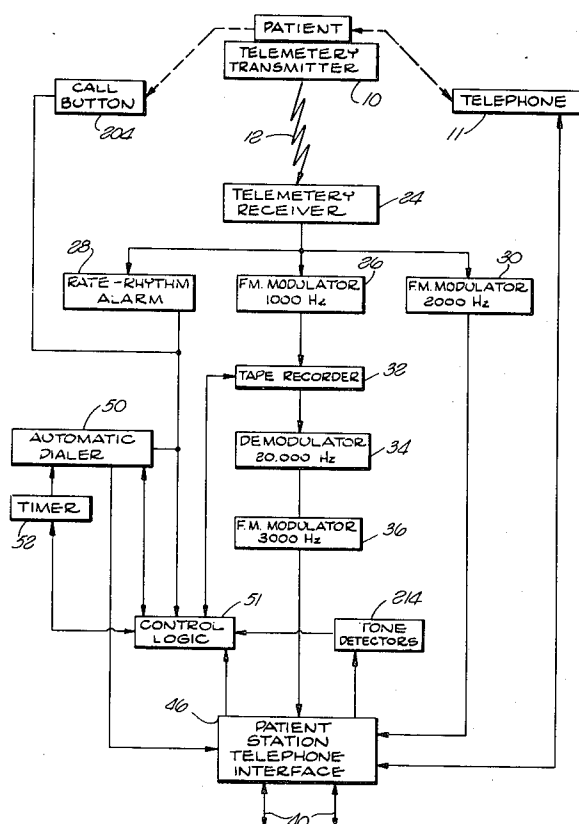 PATIENT
TELEMETERY
TRANSMITTER
10
CALL
BUTTON
204
TELEPHONE
11
12
TELEMETERY
RECEIVER
24
28
RATE-RHYTHM
ALARM
26
F.M. MODULATOR
1000 Hz
30
F.M. MODULATOR
2000 Hz
TAPE RECORDER
32
50
AUTOMATIC
DIALER
DEMODULATOR
20.000 Hz
34
TIMER
52
F.M. MODULATOR
3000 Hz
36
51
CONTROL
LOGIC
214
TONE
DETECTORS
46
PATIENT
STATION
TELEPHONE
INTERFACE
40